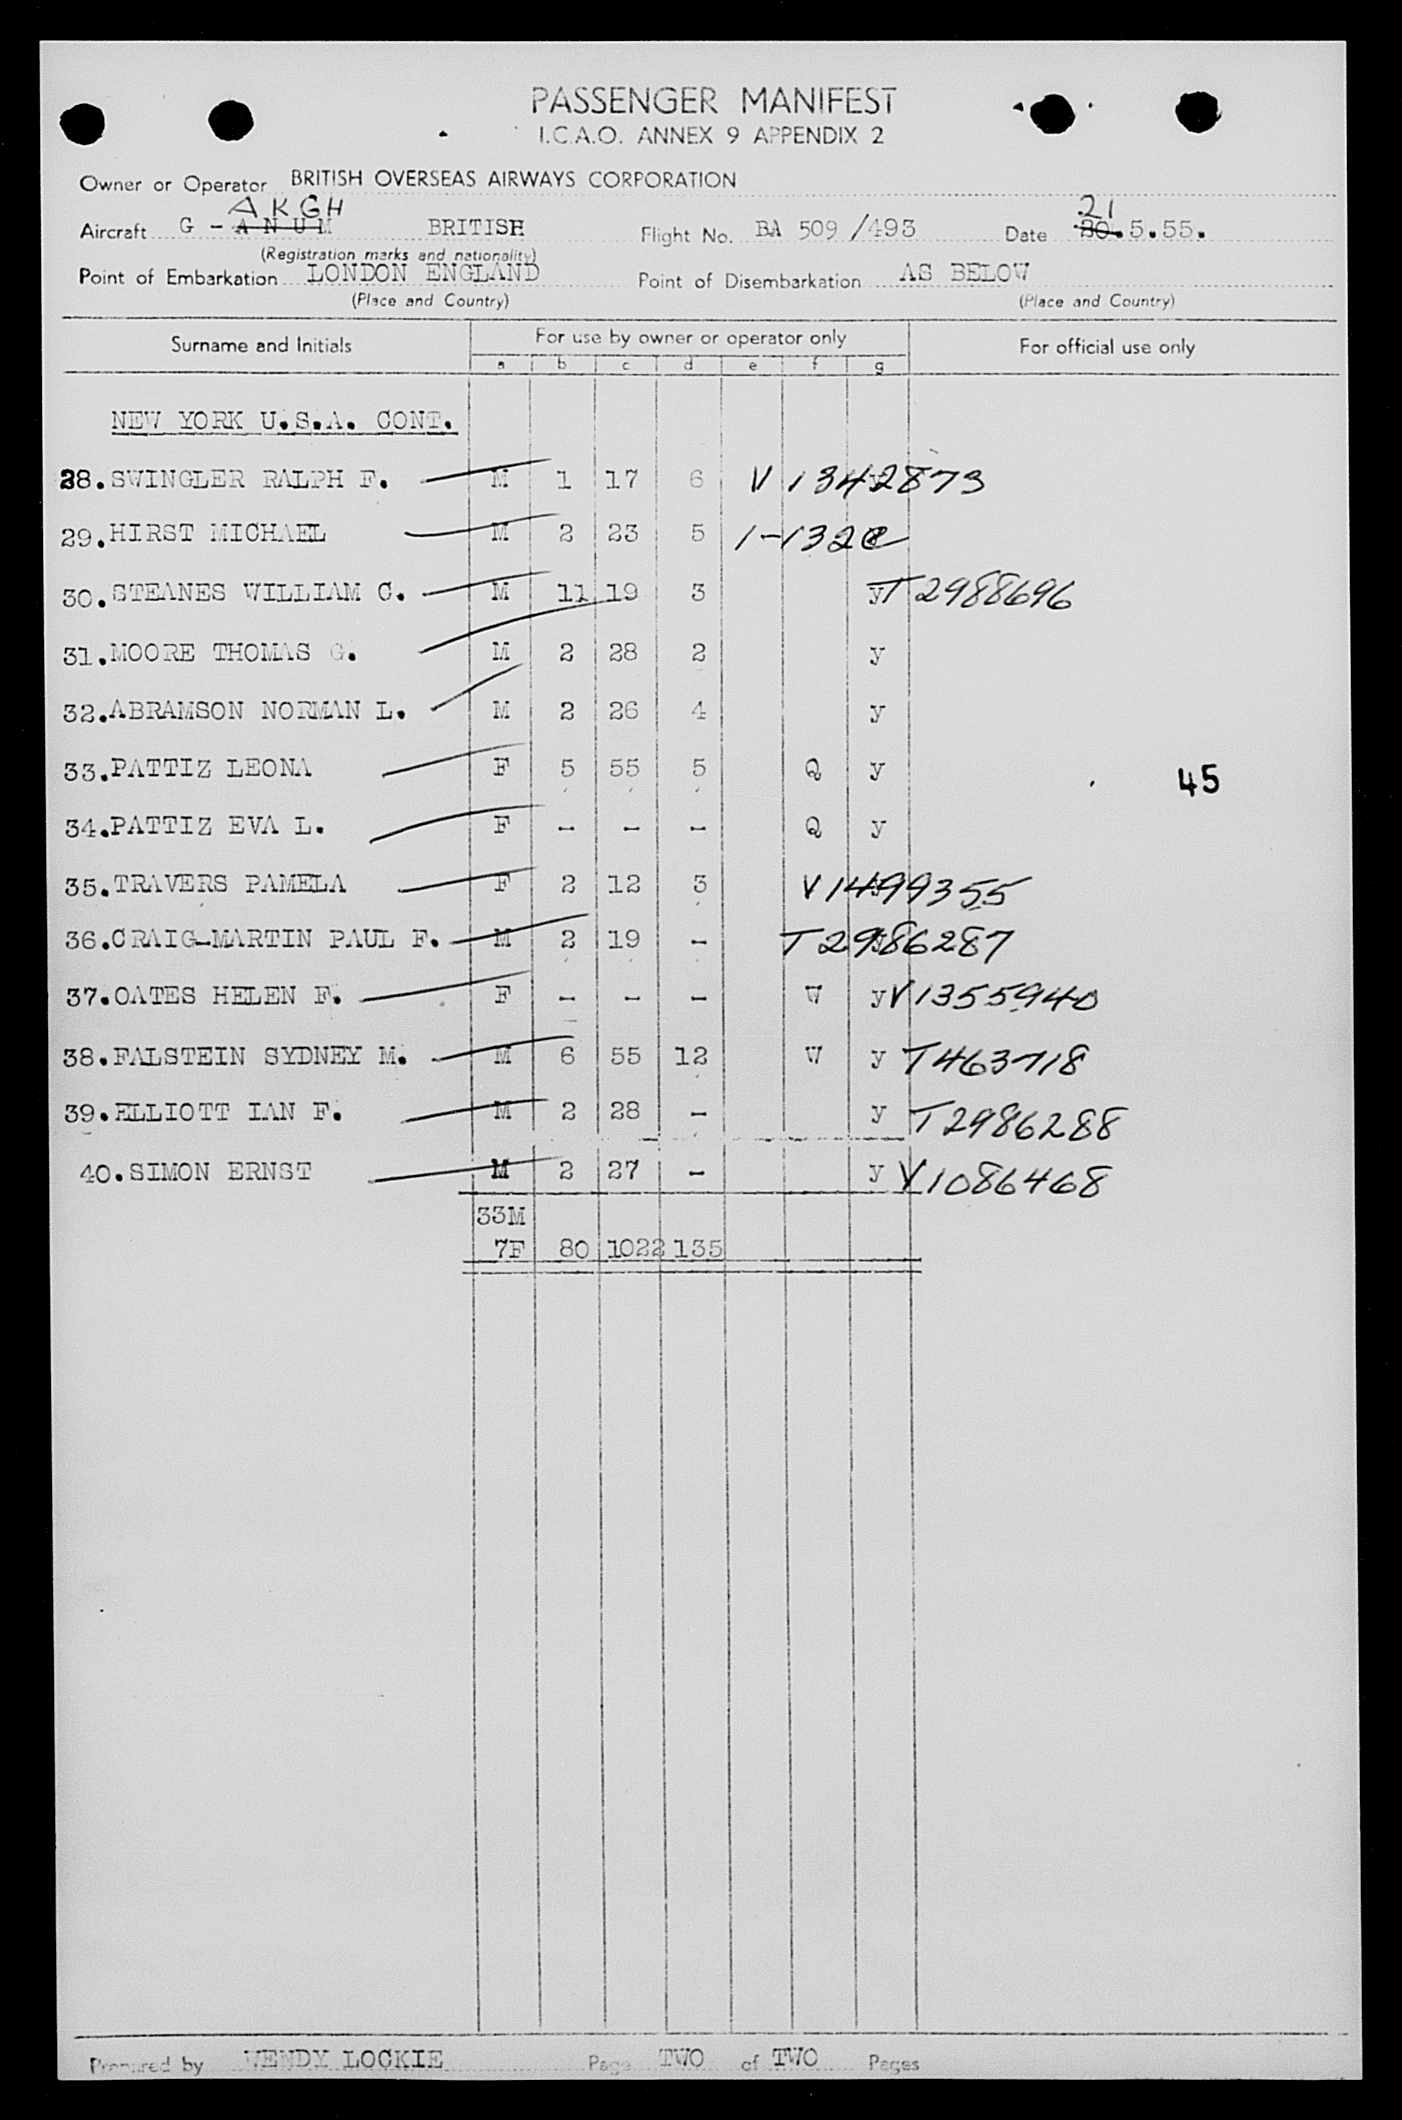 PASSENGER MANIFEST
I.C.A.O. ANNEX 9 APPENDIX 2
Owner or Operator BRITISH OVERSEAS AIRWAYS CORPORATION
AKGH 21
Aircraft G - ANUM BRITISH Flight No. BA 509 /493 Date 20.5.55.
(Registration marks and nationality)
Point of Embarkation LONDON ENGLAND Point of Disembarkation AS BELOW
(Place and Country) (Place and Country)
Surname and Initials For use by owner or operator only For official use only
a b c d e f g
NEW YORK U.S.A. CONT.
28. SWINGLER RALPH F. M 1 17 6 V1342873
29. HIRST MICHAEL M 2 23 5 1-132
30. STEANES WILLIAM C. M 11 19 3 y T2988696
31. MOORE THOMAS G. M 2 28 2 y
32. ABRAMSON NORMAN L. M 2 26 4 y
33. PATTIZ LEONA F 5 55 5 Q y 45
34. PATTIZ EVA L. F - - - Q y
35. TRAVERS PAMELA F 2 12 3 V1499355
36. CRAIG-MARTIN PAUL F. M 2 19 - y T2986287
37. OATES HELEN F. F - - - W y V1355940
38. FALSTEIN SYDNEY M. M 6 55 12 W y T463718
39. ELLIOTT IAN F. M 2 28 - y T2986288
40. SIMON ERNST M 2 27 - y V1086468
33M
7F 80 1022 135
Prepared by WENDY LOCKIE Page TWO of TWO Pages